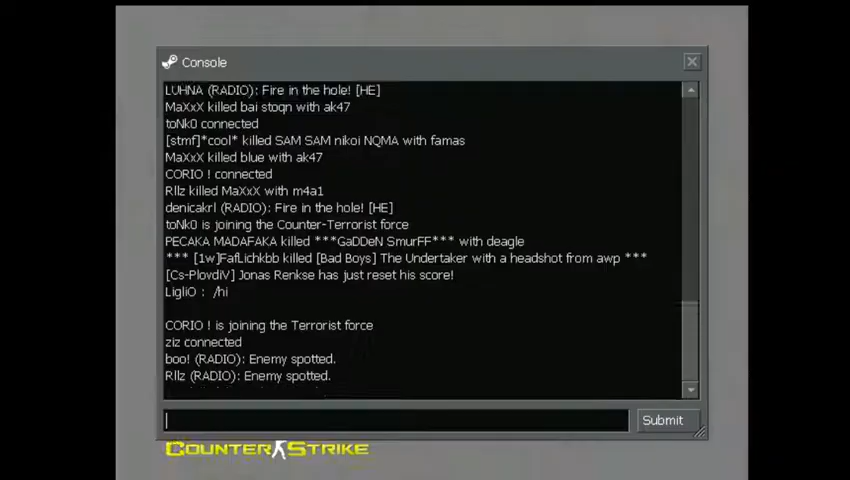 Console
LUHNA (RADIO): Fire in the hole! [HE]
MaXxX killed bai stoqn with ak47
toNk0 connected
[stmf]*cool* killed SAM SAM nikoi NQMA with famas
MaXxX killed blue with ak47
CORIO ! connected
Rllz killed MaXxX with m4a1
denicakrl (RADIO): Fire in the hole! [HE]
toNk0 is joining the Counter-Terrorist force
PECAKA MADAFAKA killed ***GaDDeN SmurFF*** with deagle
*** [1w]FafLichkbb killed [Bad Boys] The Undertaker with a headshot from awp ***
[Cs-PlovdiV] Jonas Renkse has just reset his score!
LigliO :  /hi
CORIO ! is joining the Terrorist force
ziz connected
boo! (RADIO): Enemy spotted.
Rllz (RADIO): Enemy spotted.
Submit
COUNTER STRIKE